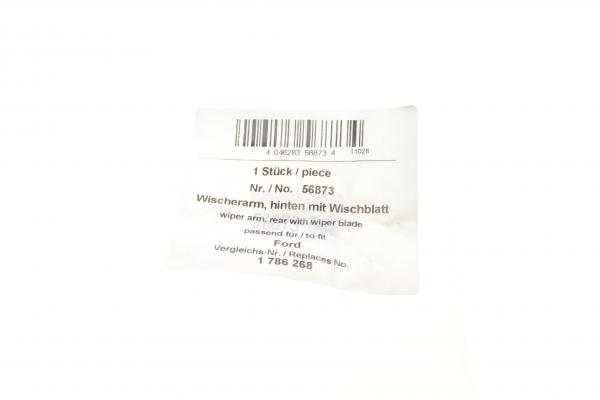 4 046283 56873 4 11028
1 Stück / piece
Nr. / No. 56873
Wischerarm, hinten mit Wischblatt
wiper arm, rear with wiper blade
passend für / to fit
Ford
Vergleichs-Nr. / Replaces No.
1 786 268